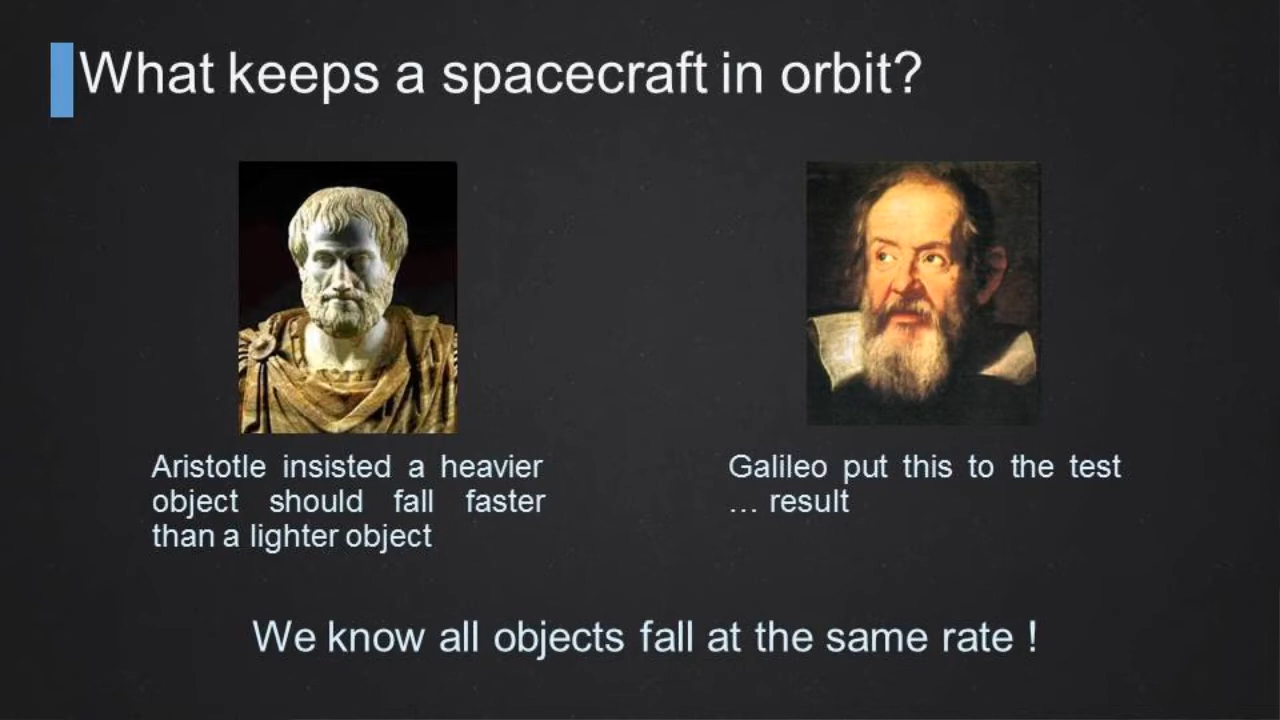 What keeps a spacecraft in orbit?
Aristotle insisted a heavier
object should fall faster
than a lighter object
Galileo put this to the test
… result
We know all objects fall at the same rate !